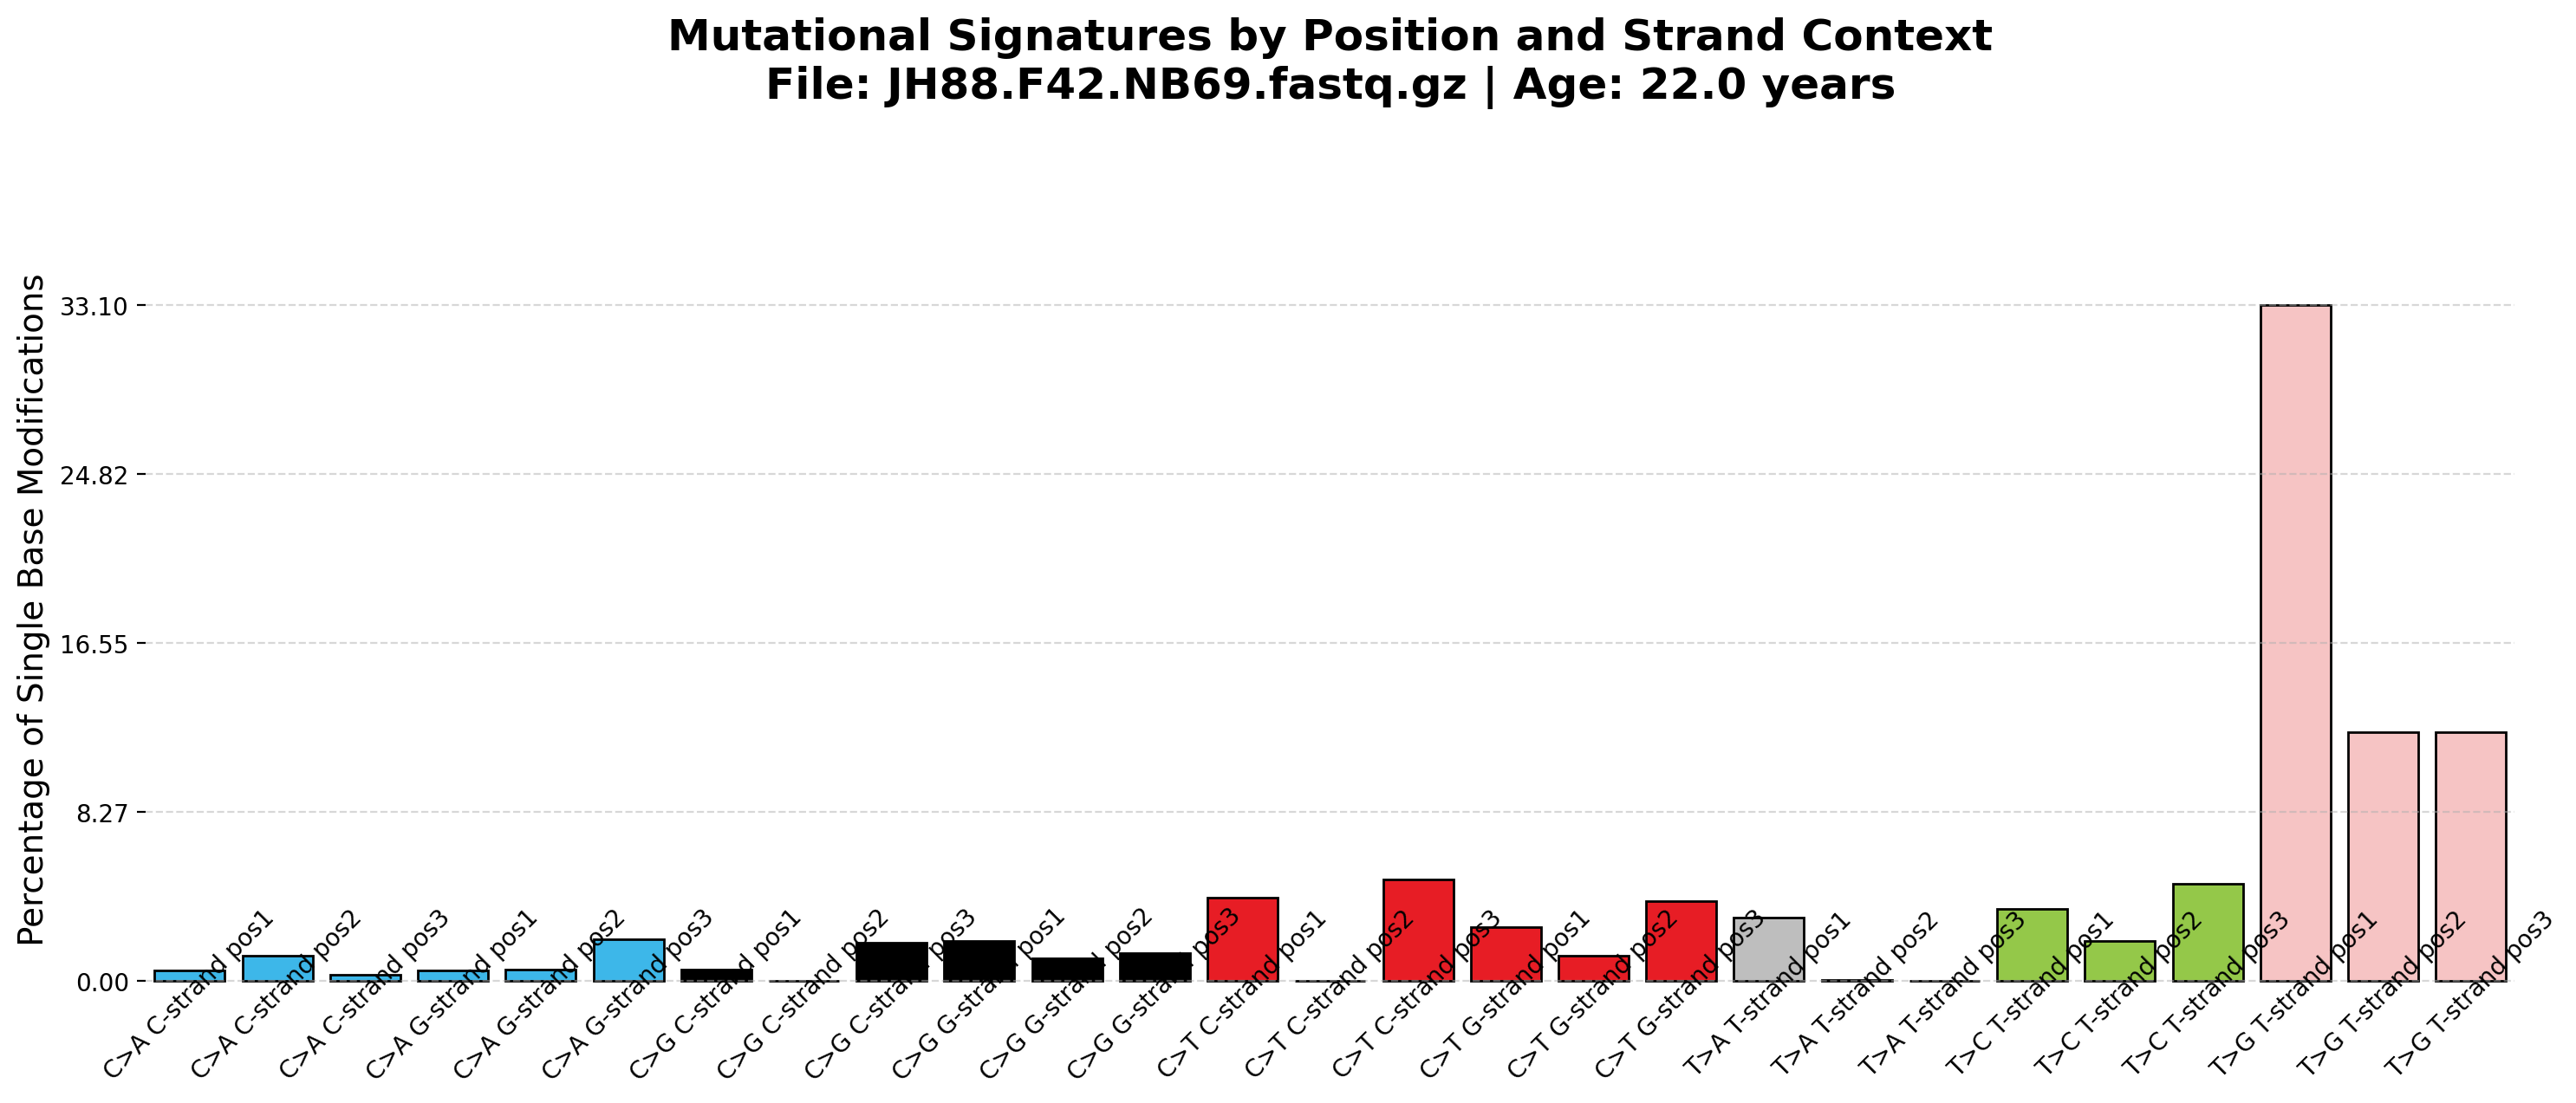 Mutational Signatures by Position and Strand Context
File: JH88.F42.NB69.fastq.gz | Age: 22.0 years
Percentage of Single Base Modifications
33.10
24.82
16.55
8.27
0.00
C>A C-strand pos1
C>A C-strand pos2
C>A C-strand pos3
C>A G-strand pos1
C>A G-strand pos2
C>A G-strand pos3
C>G C-strand pos1
C>G C-strand pos2
C>G C-strand pos3
C>G G-strand pos1
C>G G-strand pos2
C>G G-strand pos3
C>T C-strand pos1
C>T C-strand pos2
C>T C-strand pos3
C>T G-strand pos1
C>T G-strand pos2
C>T G-strand pos3
T>A T-strand pos1
T>A T-strand pos2
T>A T-strand pos3
T>C T-strand pos1
T>C T-strand pos2
T>C T-strand pos3
T>G T-strand pos1
T>G T-strand pos2
T>G T-strand pos3